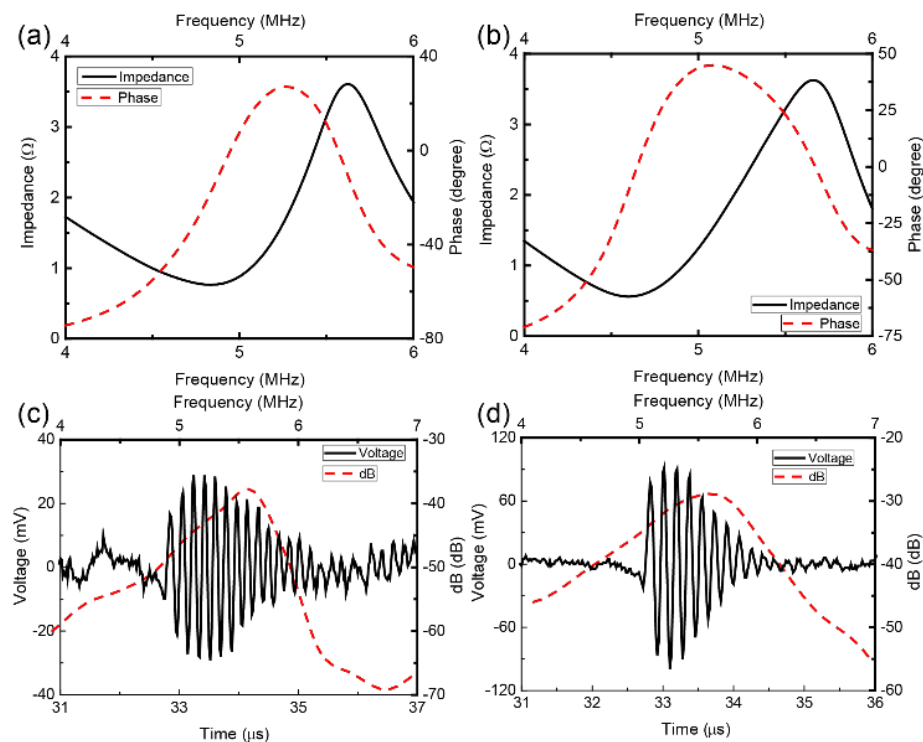 (a)
Frequency (MHz)
4 5 6
Impedance
Phase
Impedance (Ω)
4
3
2
1
0
Phase (degree)
40
0
-40
-80
4 5 6
Frequency (MHz)
(b)
Frequency (MHz)
4 5 6
Impedance (Ω)
4
3
2
1
0
Phase (degree)
50
25
0
-25
-50
-75
Impedance
Phase
4 5 6
Frequency (MHz)
(c)
Frequency (MHz)
4 5 6 7
Voltage
dB
Voltage (mV)
40
20
0
-20
-40
dB (dB)
-30
-40
-50
-60
-70
31 33 35 37
Time (μs)
(d)
Frequency (MHz)
4 5 6 7
Voltage
dB
Voltage (mV)
120
60
0
-60
-120
dB (dB)
-20
-30
-40
-50
-60
31 32 33 34 35 36
Time (μs)